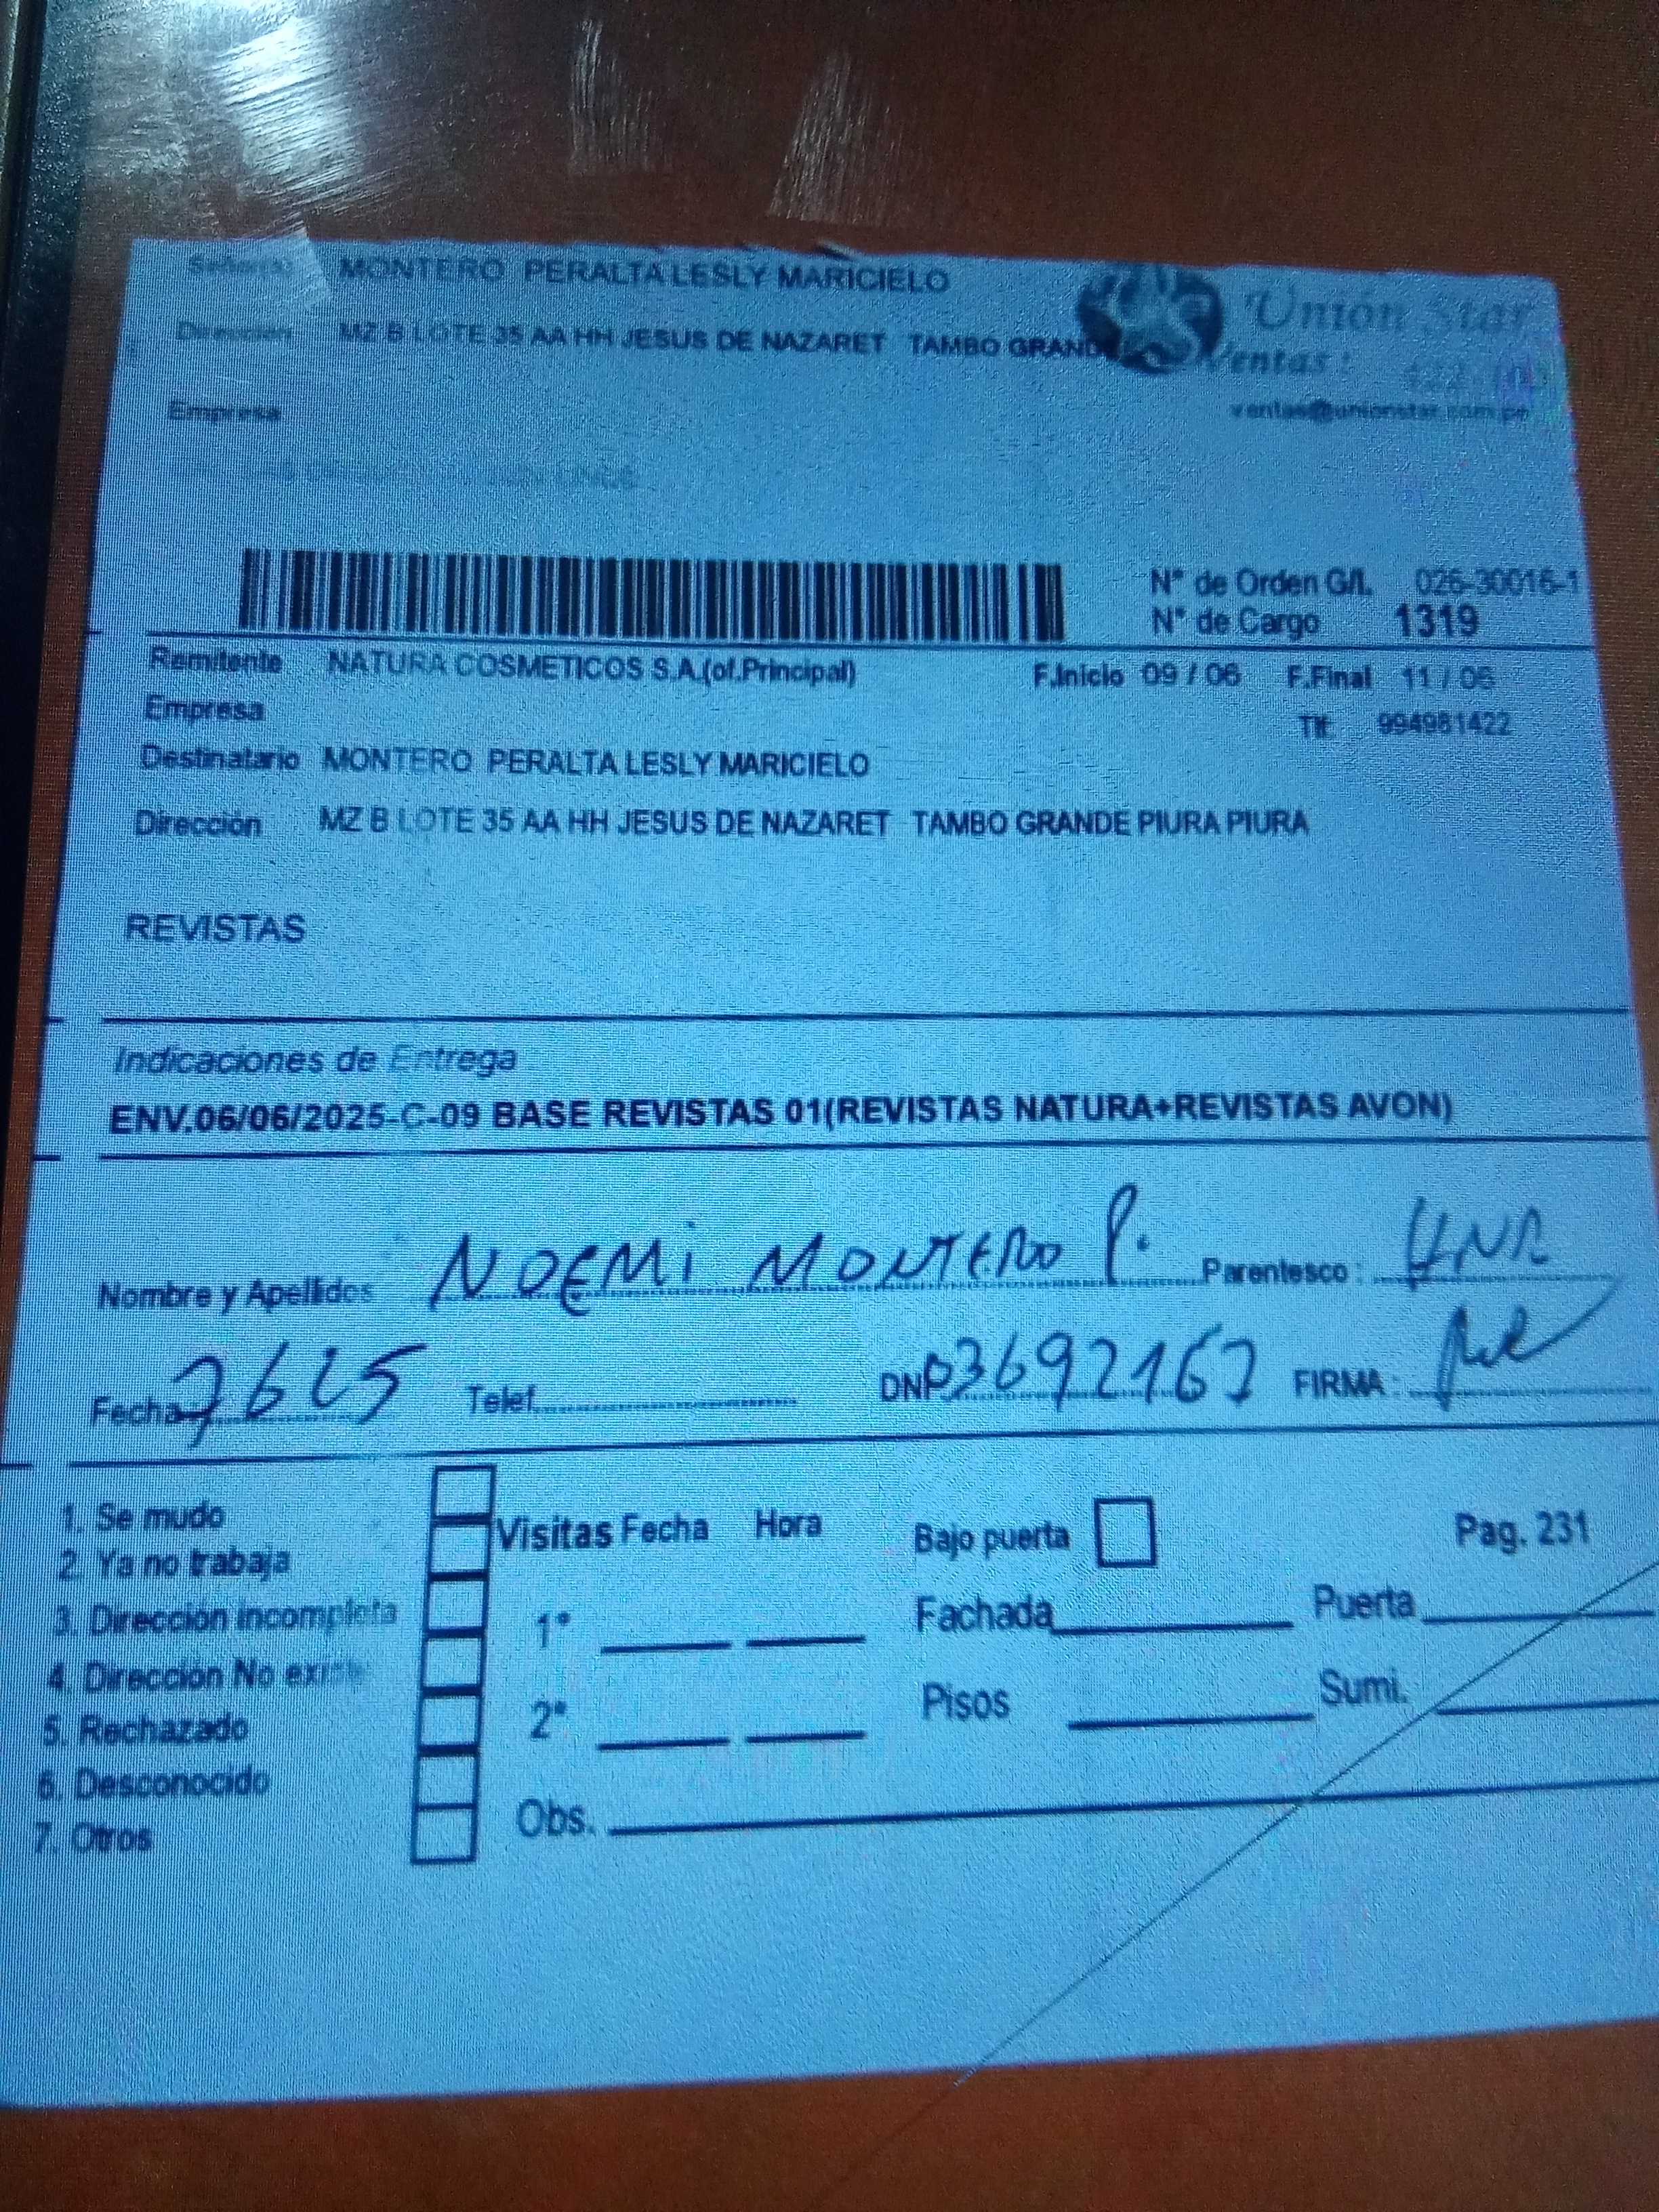 Señor(a): MONTERO PERALTA LESLY MARICIELO
Dirección MZ B LOTE 35 AA HH JESUS DE NAZARET TAMBO GRANDE
Unión Star
Ventas:
ventas@unionstar.com.pe
Empresa
N° de Orden G/L. 026-30016-1
N° de Cargo 1319
Remitente NATURA COSMETICOS S.A.(of.Principal) F.Inicio 09 / 06 F.Final 11 / 06
Empresa
Tlf: 994981422
Destinatario MONTERO PERALTA LESLY MARICIELO
Dirección MZ B LOTE 35 AA HH JESUS DE NAZARET TAMBO GRANDE PIURA PIURA
REVISTAS
Indicaciones de Entrega
ENV.06/06/2025-C-09 BASE REVISTAS 01(REVISTAS NATURA+REVISTAS AVON)
Nombre y Apellidos NOEMI MONTERO P. Parentesco:
Fecha Telef. DNI 03692167 FIRMA:
1. Se mudo
2. Ya no trabaja
3. Dirección incompleta
4. Dirección No existe
5. Rechazado
6. Desconocido
7. Otros
Visitas Fecha Hora
1°
2°
Obs.
Bajo puerta Pag. 231
Fachada Puerta
Pisos Sumi.